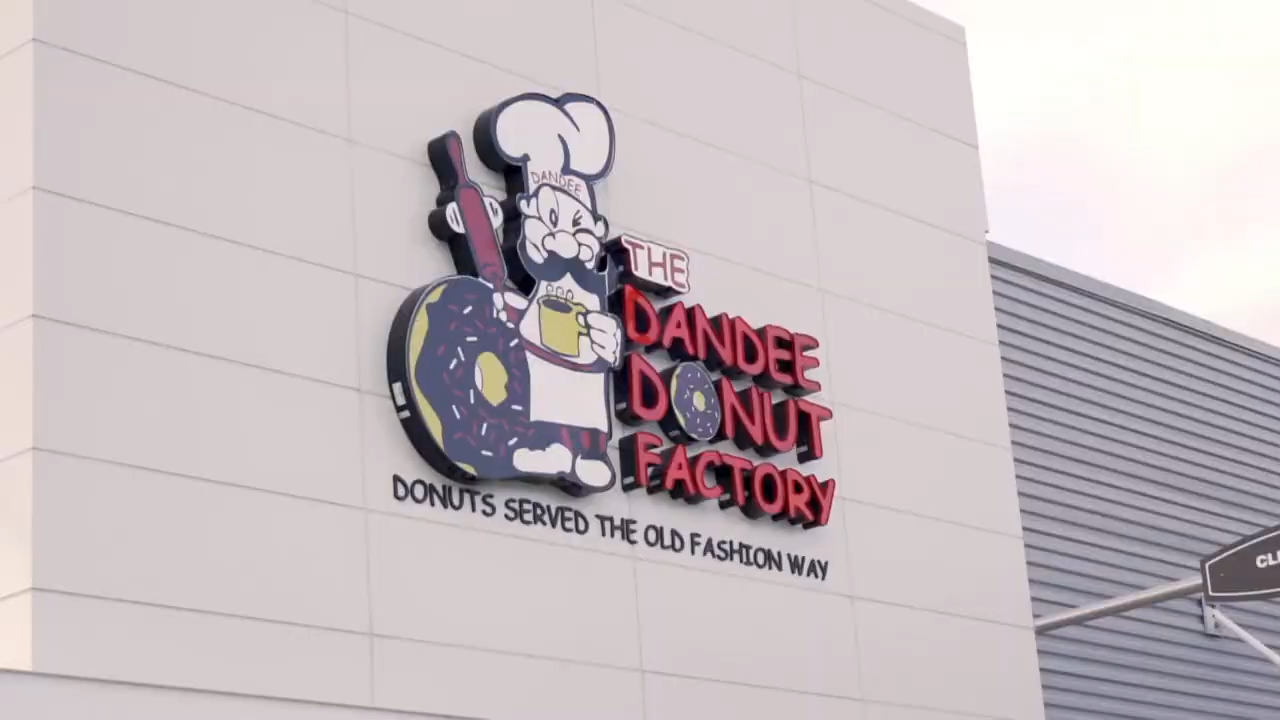 DANDEE
THE
DANDEE
DONUT
FACTORY
DONUTS SERVED THE OLD FASHION WAY